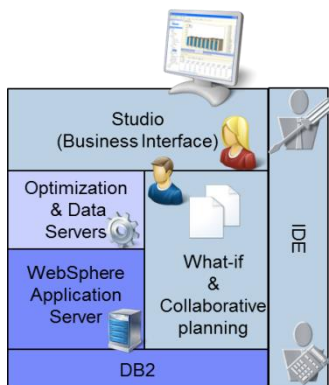 Studio
(Business Interface)
Optimization
& Data
Servers
WebSphere
Application
Server
What-if
&
Collaborative
planning
IDE
DB2